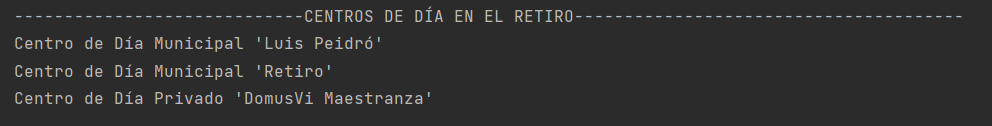 -----------------------------CENTROS DE DÍA EN EL RETIRO---------------------------------------
Centro de Día Municipal 'Luis Peidró'
Centro de Día Municipal 'Retiro'
Centro de Día Privado 'DomusVi Maestranza'